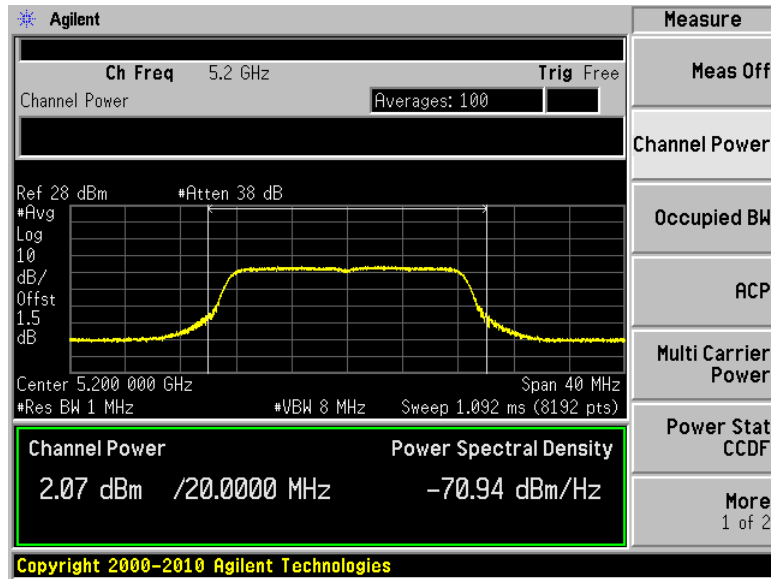 Agilent
Measure
Ch Freq 5.2 GHz Trig Free
Channel Power Averages: 100
Ref 28 dBm #Atten 38 dB
#Avg
Log
10
dB/
Offst
1.5
dB
Center 5.200 000 GHz Span 40 MHz
#Res BW 1 MHz #VBW 8 MHz Sweep 1.092 ms (8192 pts)
Channel Power Power Spectral Density
2.07 dBm /20.0000 MHz -70.94 dBm/Hz
Copyright 2000-2010 Agilent Technologies
Meas Off
Channel Power
Occupied BW
ACP
Multi Carrier
Power
Power Stat
CCDF
More
1 of 2